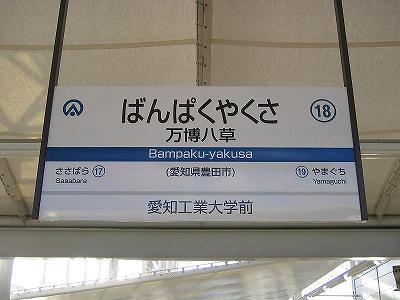 ばんぱくやくさ
18
万博八草
Bampaku-yakusa
ささばら 17
Sasabara
(愛知県豊田市)
19 やまぐち
Yamaguchi
愛知工業大学前